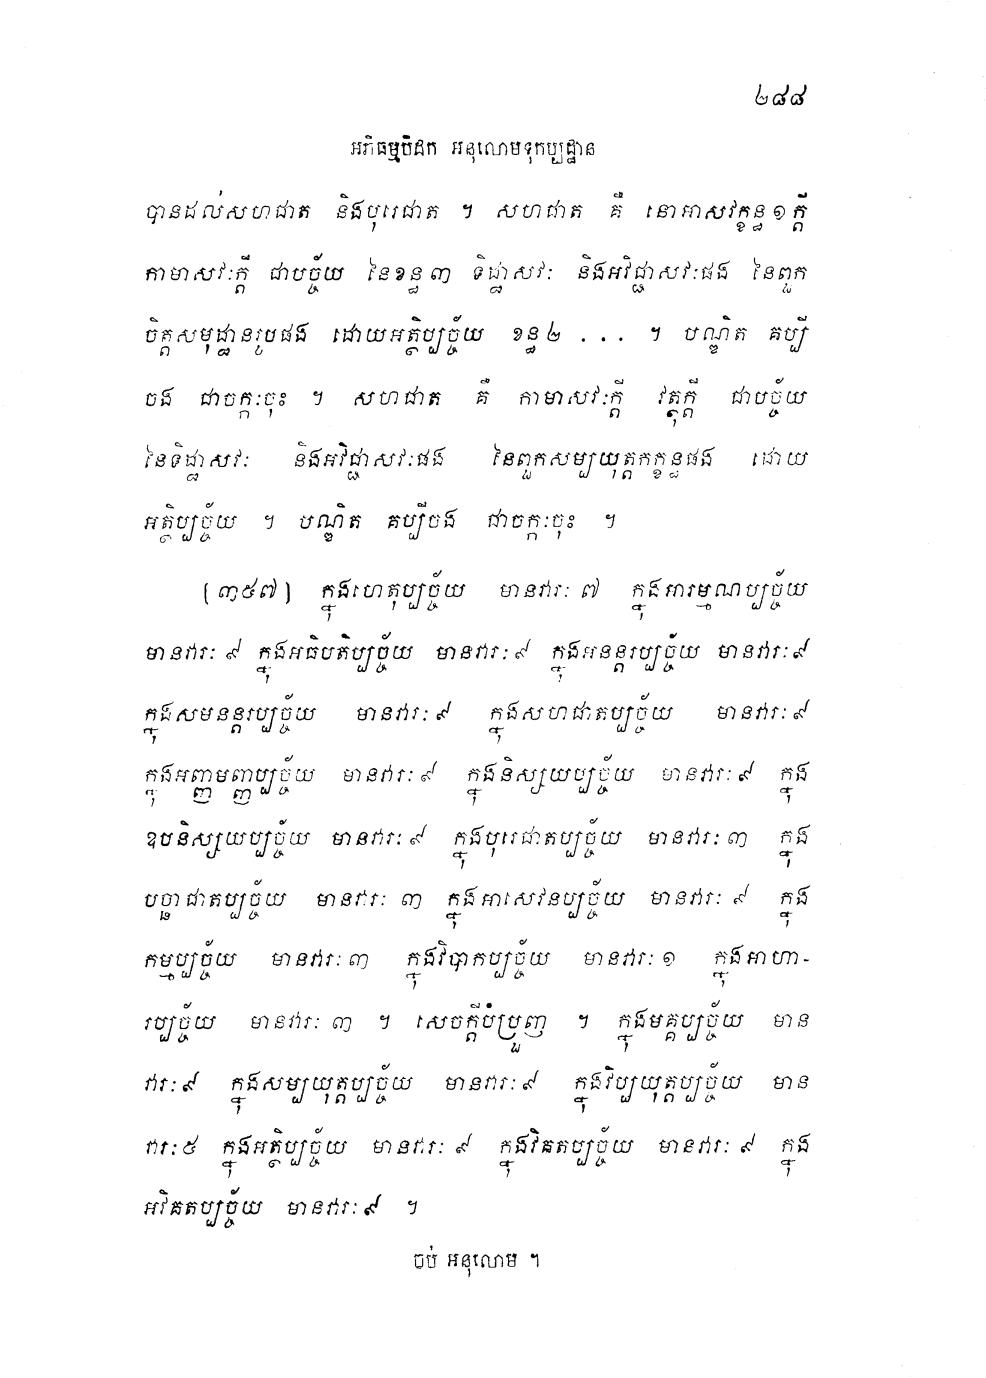 ២៨៨
អភិធម្មបិដក អនុលោមទុកប្បដ្ឋាន
បានដល់សហជាត និងបុរេជាត ។ សហជាត គឺ នោអាសវក្ខន្ធ១ក្តី
កាមាសវៈក្តី ជាបច្ច័យ នៃខន្ធ៣ ទិដ្ឋាសវៈ និងអវិជ្ជាសវៈផង នៃពួក
ចិត្តសមុដ្ឋានរូបផង ដោយអត្ថិប្បច្ច័យ ខន្ធ២ ... ។ បណ្ឌិត គប្បី
ចង ជាចក្កៈចុះ ។ សហជាត គឺ កាមាសវៈក្តី វត្ថុក្តី ជាបច្ច័យ
នៃទិដ្ឋាសវៈ និងអវិជ្ជាសវៈផង នៃពួកសម្បយុត្តកក្ខន្ធផង ដោយ
អត្ថិប្បច្ច័យ ។ បណ្ឌិត គប្បីចង ជាចក្កៈចុះ ។
[៣៥៧] ក្នុងហេតុប្បច្ច័យ មានវារៈ ៧ ក្នុងអារម្មណប្បច្ច័យ
មានវារៈ ៩ ក្នុងអធិបតិប្បច្ច័យ មានវារៈ ៩ ក្នុងអនន្តរប្បច្ច័យ មានវារៈ៩
ក្នុងសមនន្តរប្បច្ច័យ មានវារៈ ៩ ក្នុងសហជាតប្បច្ច័យ មានវារៈ ៩
ក្នុងអញ្ញមញ្ញប្បច្ច័យ មានវារៈ ៩ ក្នុងនិស្សយប្បច្ច័យ មានវារៈ ៩ ក្នុង
ឧបនិស្សយប្បច្ច័យ មានវារៈ ៩ ក្នុងបុរេជាតប្បច្ច័យ មានវារៈ ៣ ក្នុង
បច្ឆាជាតប្បច្ច័យ មានវារៈ ៣ ក្នុងអាសេវនប្បច្ច័យ មានវារៈ ៩ ក្នុង
កម្មប្បច្ច័យ មានវារៈ ៣ ក្នុងវិបាកប្បច្ច័យ មានវារៈ ១ ក្នុងអាហា-
រប្បច្ច័យ មានវារៈ ៣ ។ សេចក្តីបំប្រួញ ។ ក្នុងមគ្គប្បច្ច័យ មាន
វារៈ ៩ ក្នុងសម្បយុត្តប្បច្ច័យ មានវារៈ ៩ ក្នុងវិប្បយុត្តប្បច្ច័យ មាន
វារៈ ៥ ក្នុងអត្ថិប្បច្ច័យ មានវារៈ ៩ ក្នុងវិគតប្បច្ច័យ មានវារៈ ៩ ក្នុង
អវិគតប្បច្ច័យ មានវារៈ ៩ ។
ចប់ អនុលោម ។